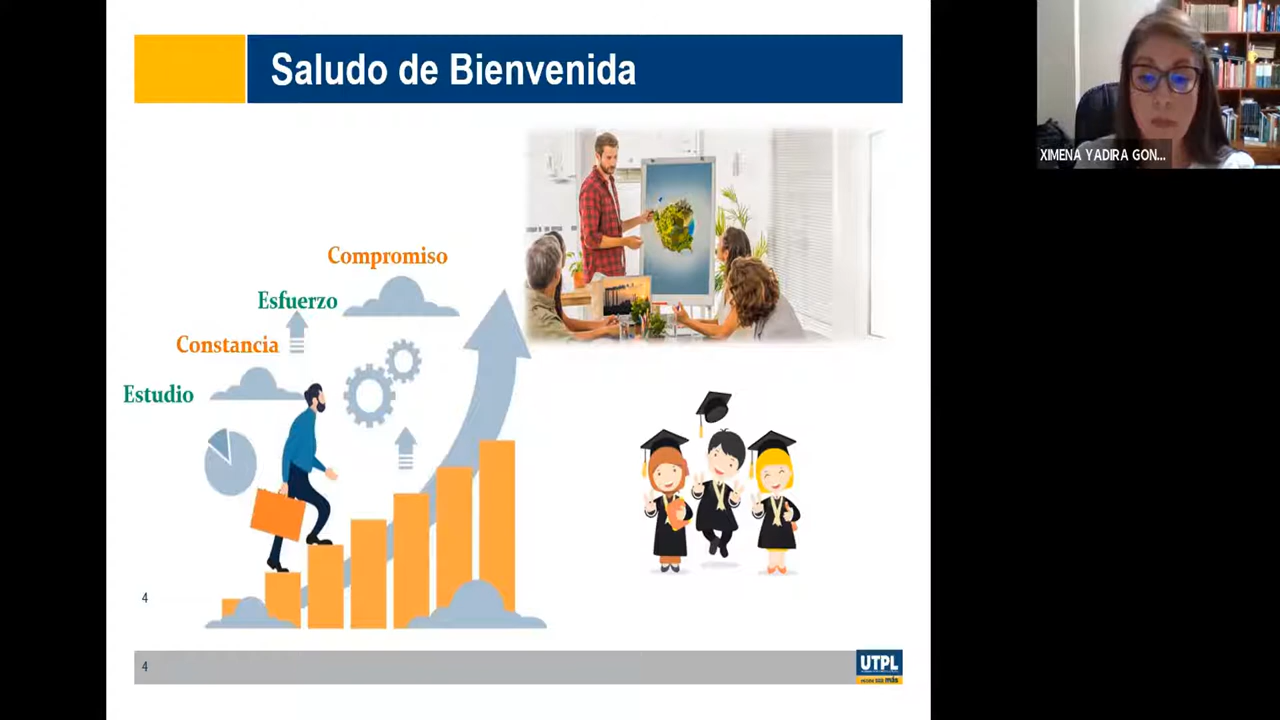 Saludo de Bienvenida
XIMENA YADIRA GON...
Compromiso
Esfuerzo
Constancia
Estudio
4
4
UTPL